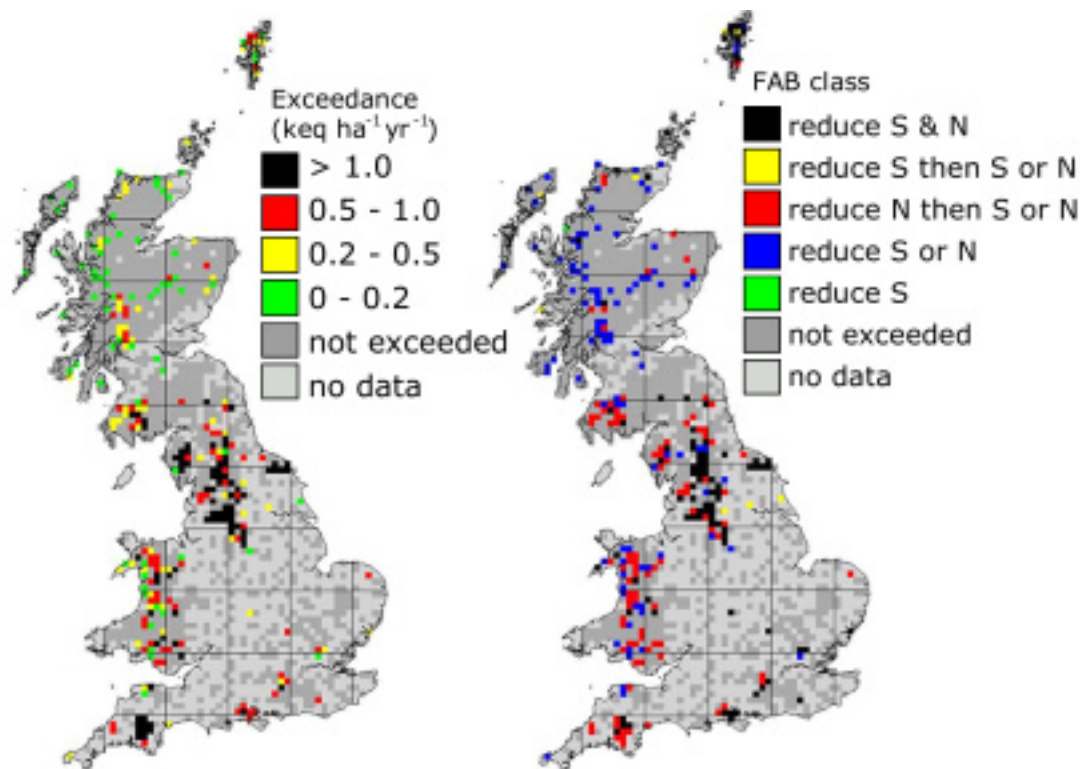 Exceedance
(keq ha⁻¹ yr⁻¹)
> 1.0
0.5 - 1.0
0.2 - 0.5
0 - 0.2
not exceeded
no data
FAB class
reduce S & N
reduce S then S or N
reduce N then S or N
reduce S or N
reduce S
not exceeded
no data